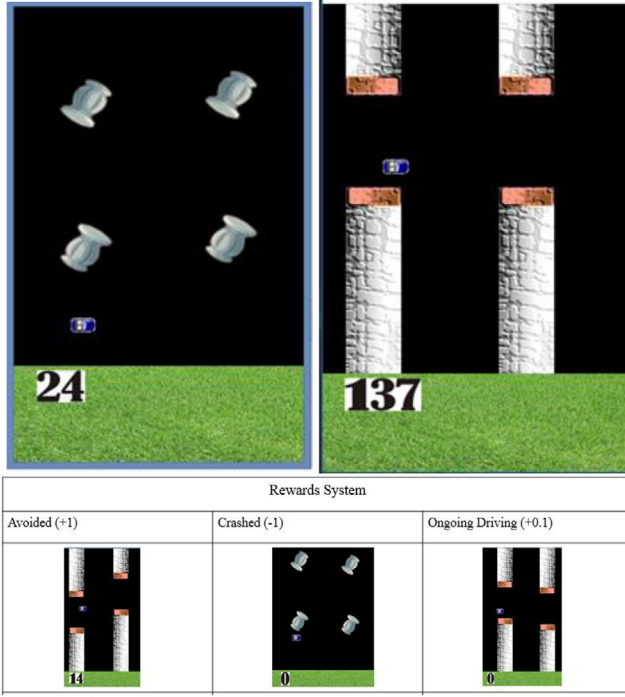 24
137
Rewards System
Avoided (+1)
Crashed (-1)
Ongoing Driving (+0.1)
14
0
0